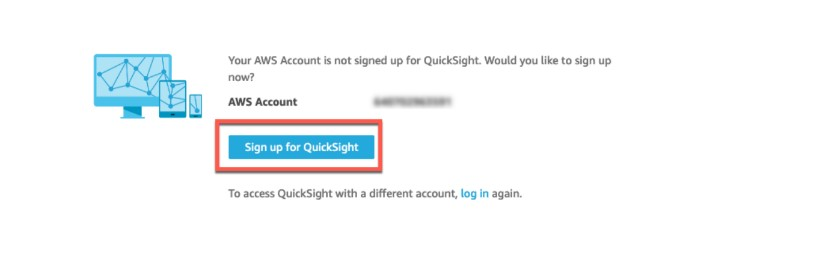 Your AWS Account is not signed up for QuickSight. Would you like to sign up
now?
AWS Account
Sign up for QuickSight
To access QuickSight with a different account, log in again.